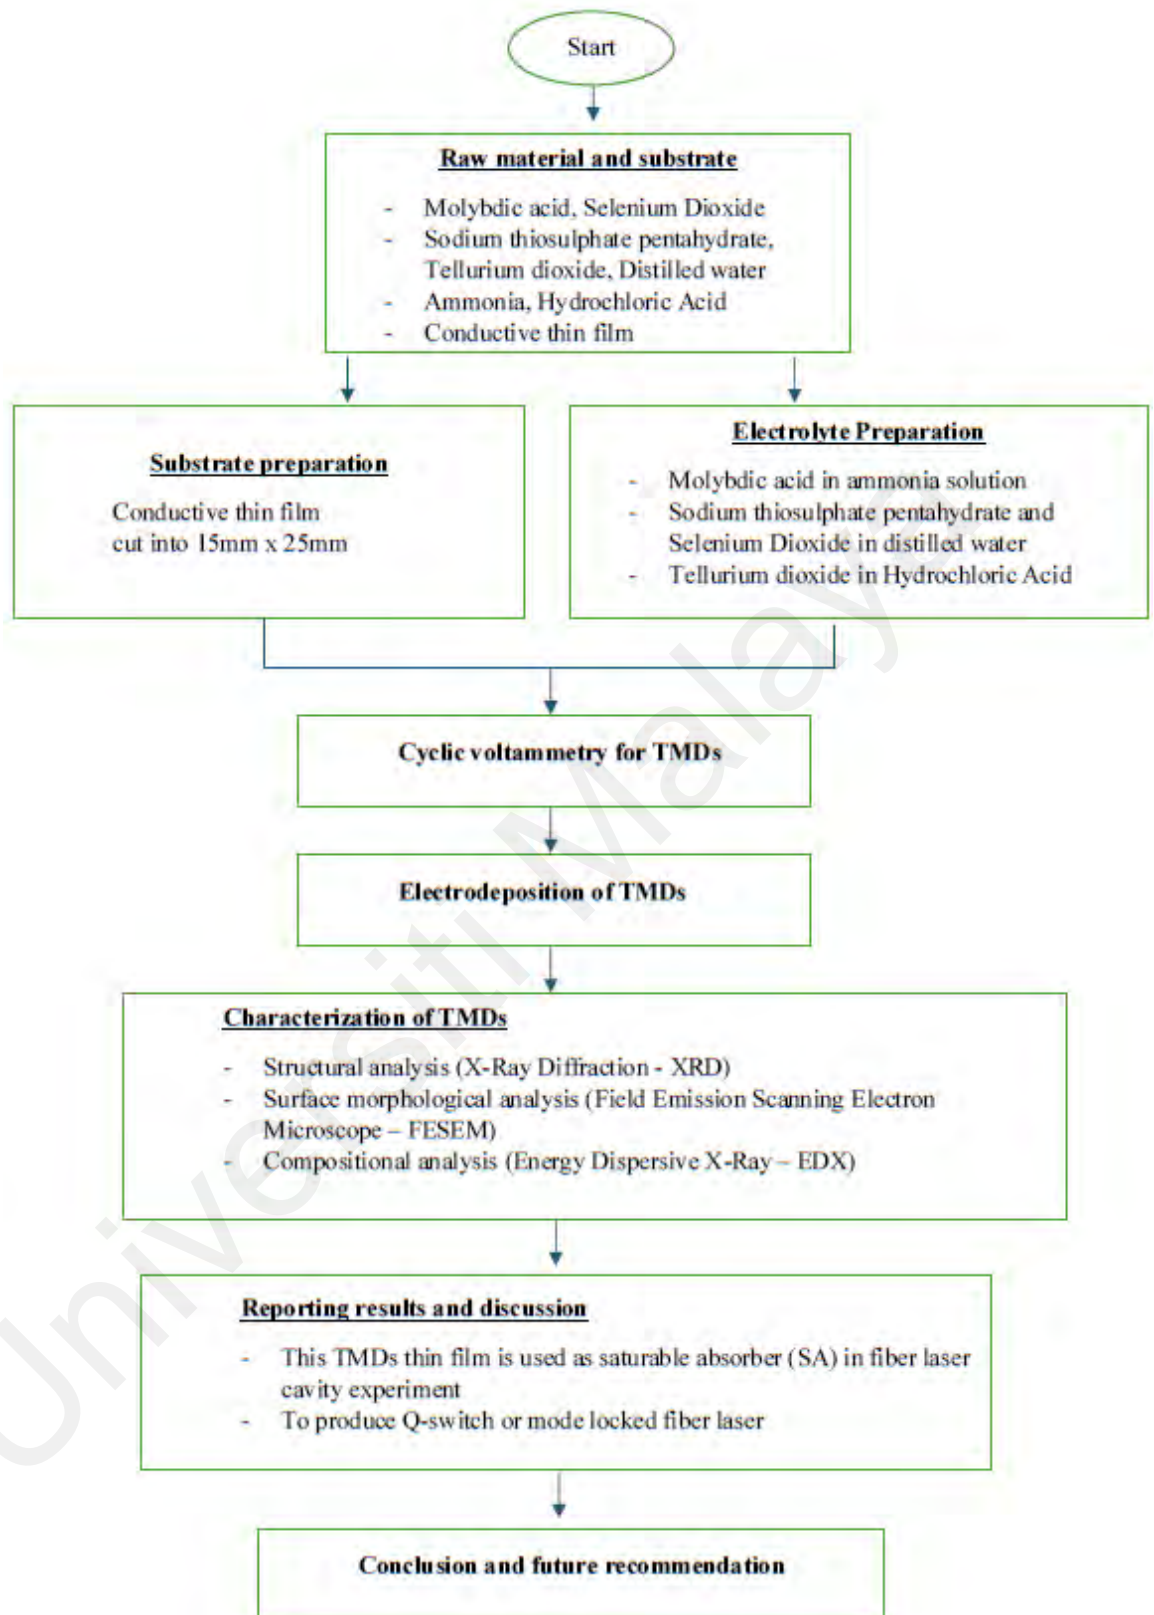 Start
Raw material and substrate
- Molybdic acid, Selenium Dioxide
- Sodium thiosulphate pentahydrate,
Tellurium dioxide, Distilled water
- Ammonia, Hydrochloric Acid
- Conductive thin film
Substrate preparation
Conductive thin film
cut into 15mm x 25mm
Electrolyte Preparation
- Molybdic acid in ammonia solution
- Sodium thiosulphate pentahydrate and
Selenium Dioxide in distilled water
- Tellurium dioxide in Hydrochloric Acid
Cyclic voltammetry for TMDs
Electrodeposition of TMDs
Characterization of TMDs
- Structural analysis (X-Ray Diffraction - XRD)
- Surface morphological analysis (Field Emission Scanning Electron
Microscope – FESEM)
- Compositional analysis (Energy Dispersive X-Ray – EDX)
Reporting results and discussion
- This TMDs thin film is used as saturable absorber (SA) in fiber laser
cavity experiment
- To produce Q-switch or mode locked fiber laser
Conclusion and future recommendation
Universiti Malaya